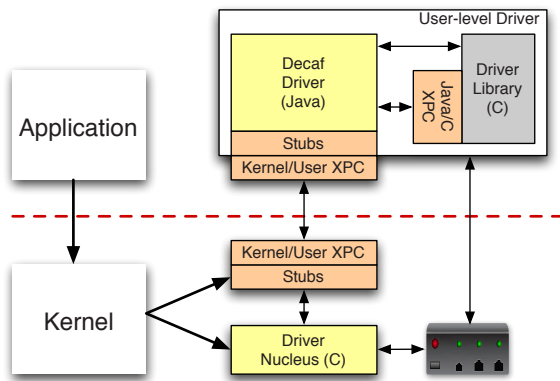 User-level Driver
Decaf
Driver
(Java)
Java/C
XPC
Driver
Library
(C)
Stubs
Kernel/User XPC
Application
Kernel/User XPC
Stubs
Kernel
Driver
Nucleus (C)